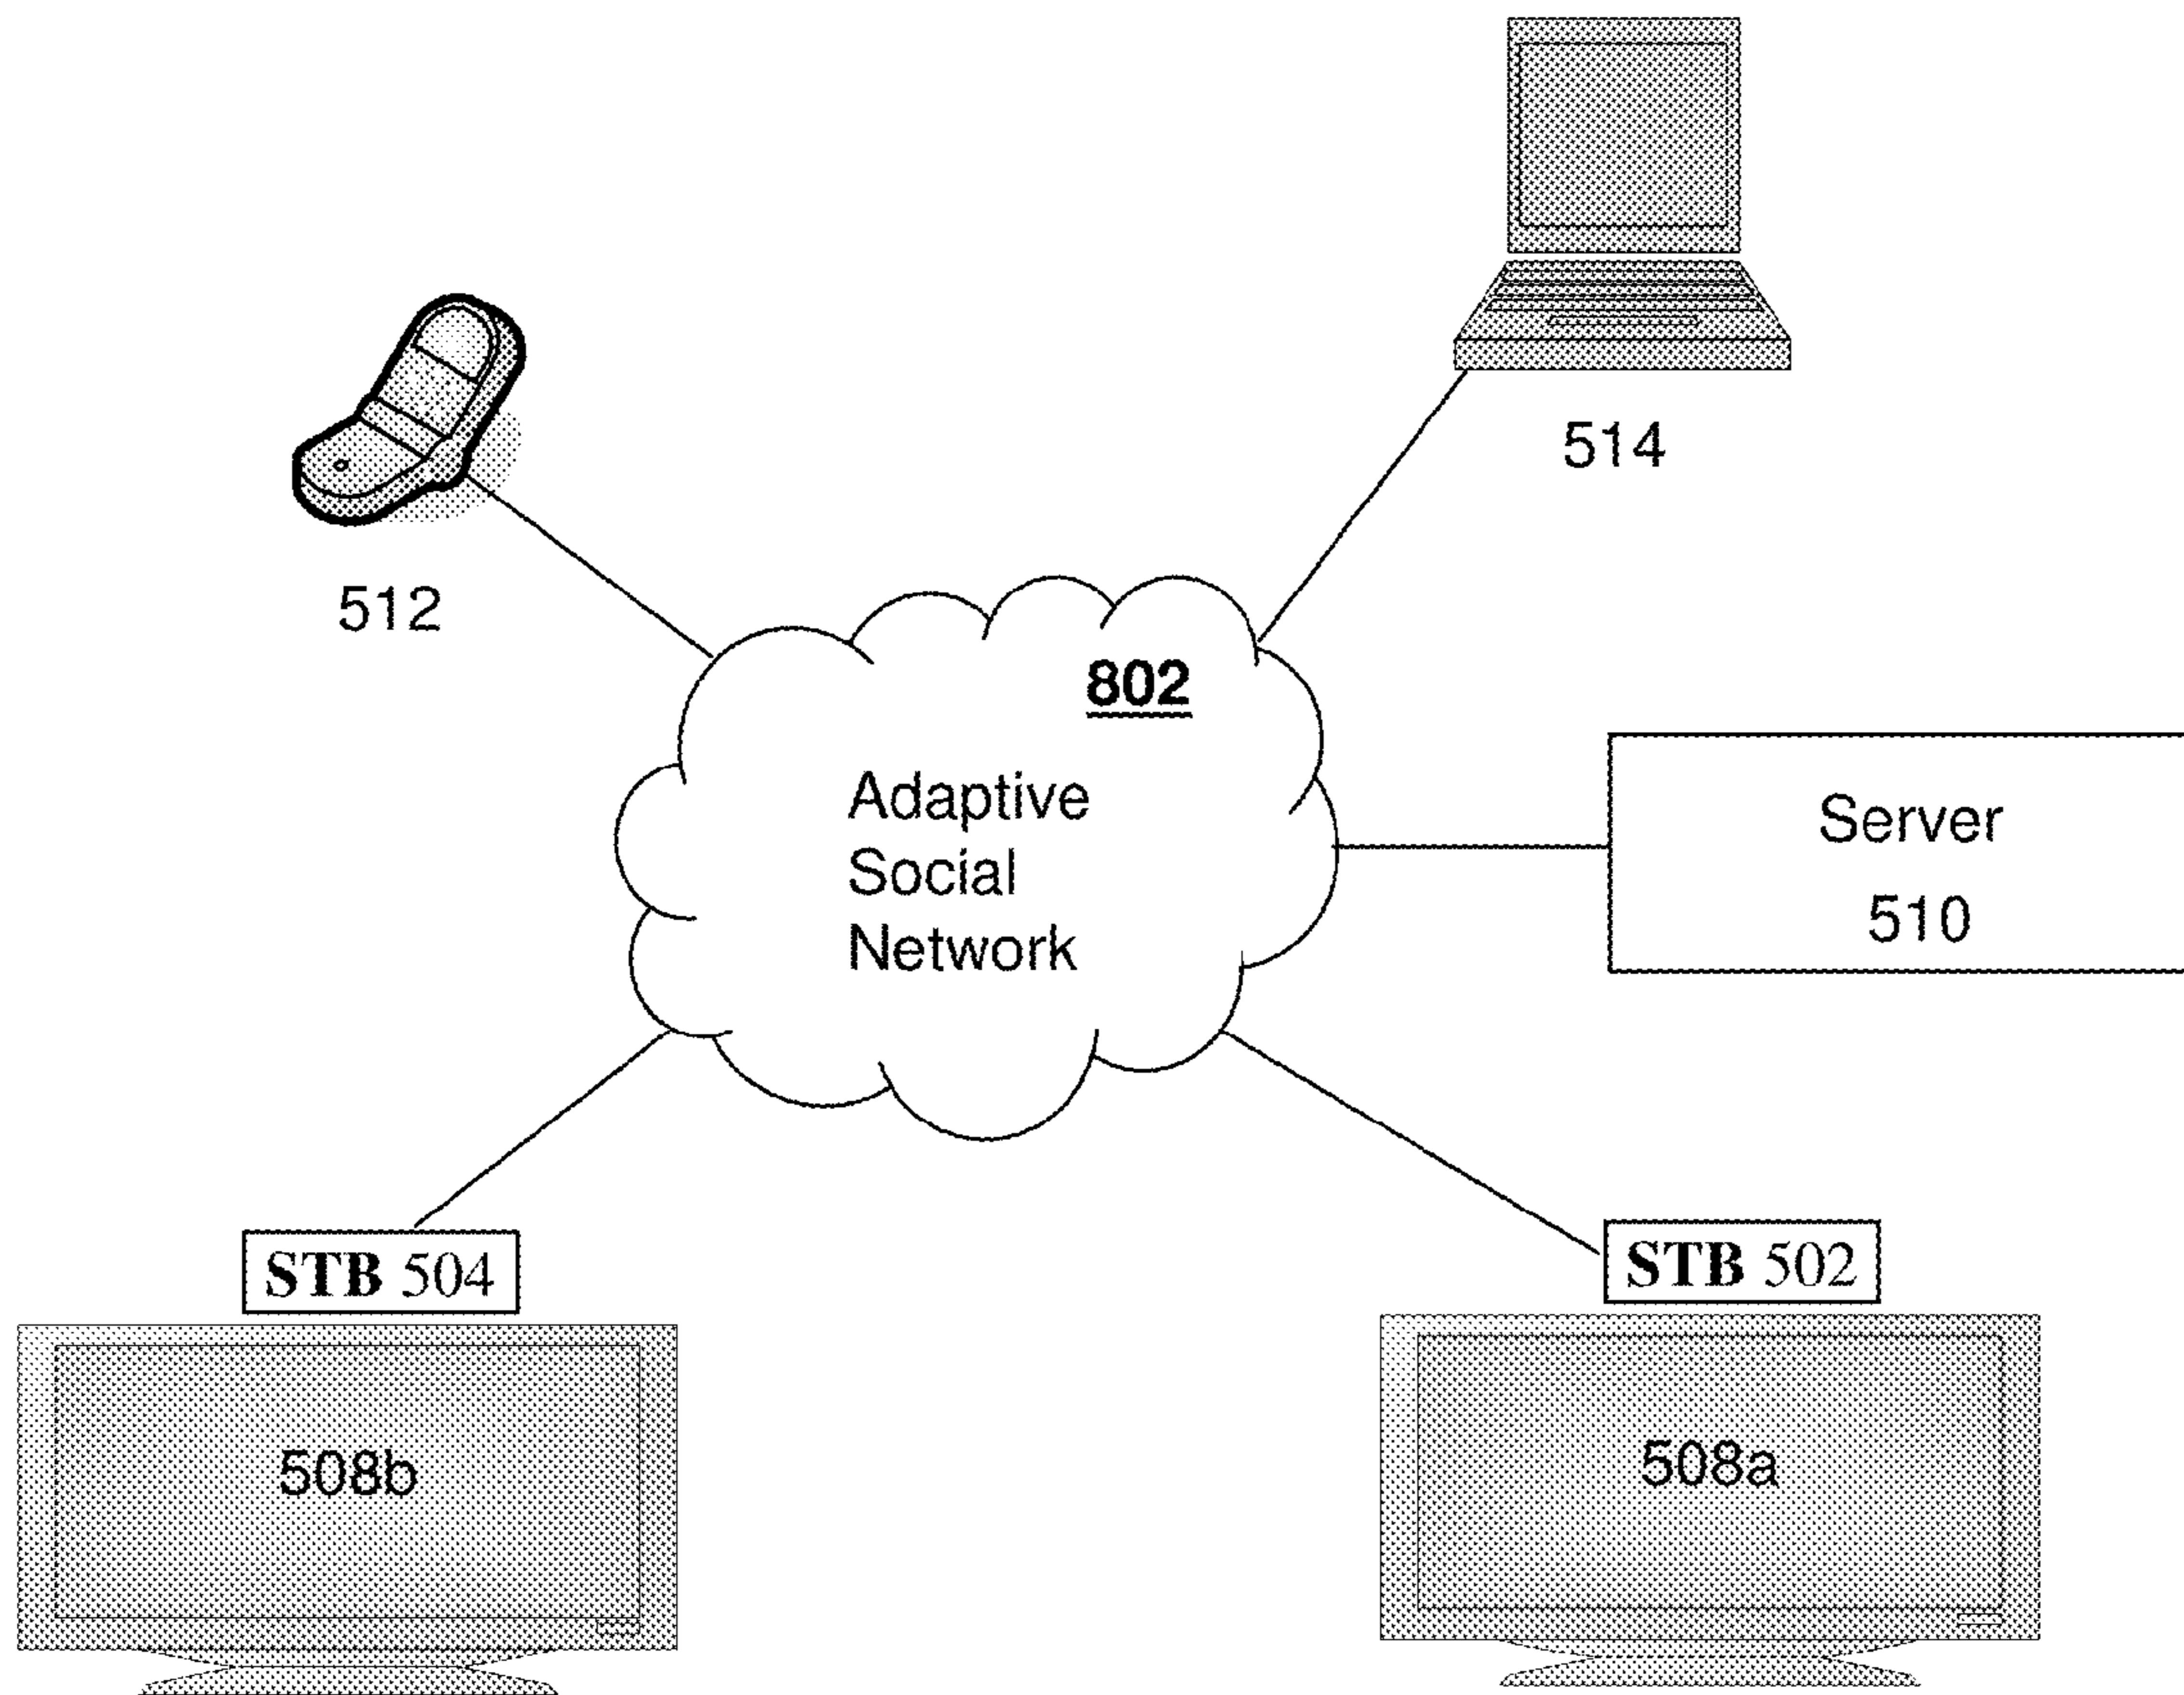 514
512
802
Adaptive
Social
Network
Server
510
STB 504
STB 502
508b
508a